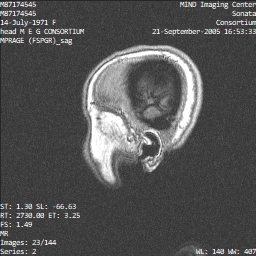 M87174545
M87174545
14-July-1971 F
head M E G CONSORTIUM
MPRAGE (FSPGR)_sag
MIND Imaging Center
Sonata
Consortium
21-September-2005 16:53:33
ST: 1.30 SL: -66.63
RT: 2730.00 ET: 3.25
FS: 1.49
MR
Images: 23/144
Series: 2
WL: 140 WW: 407